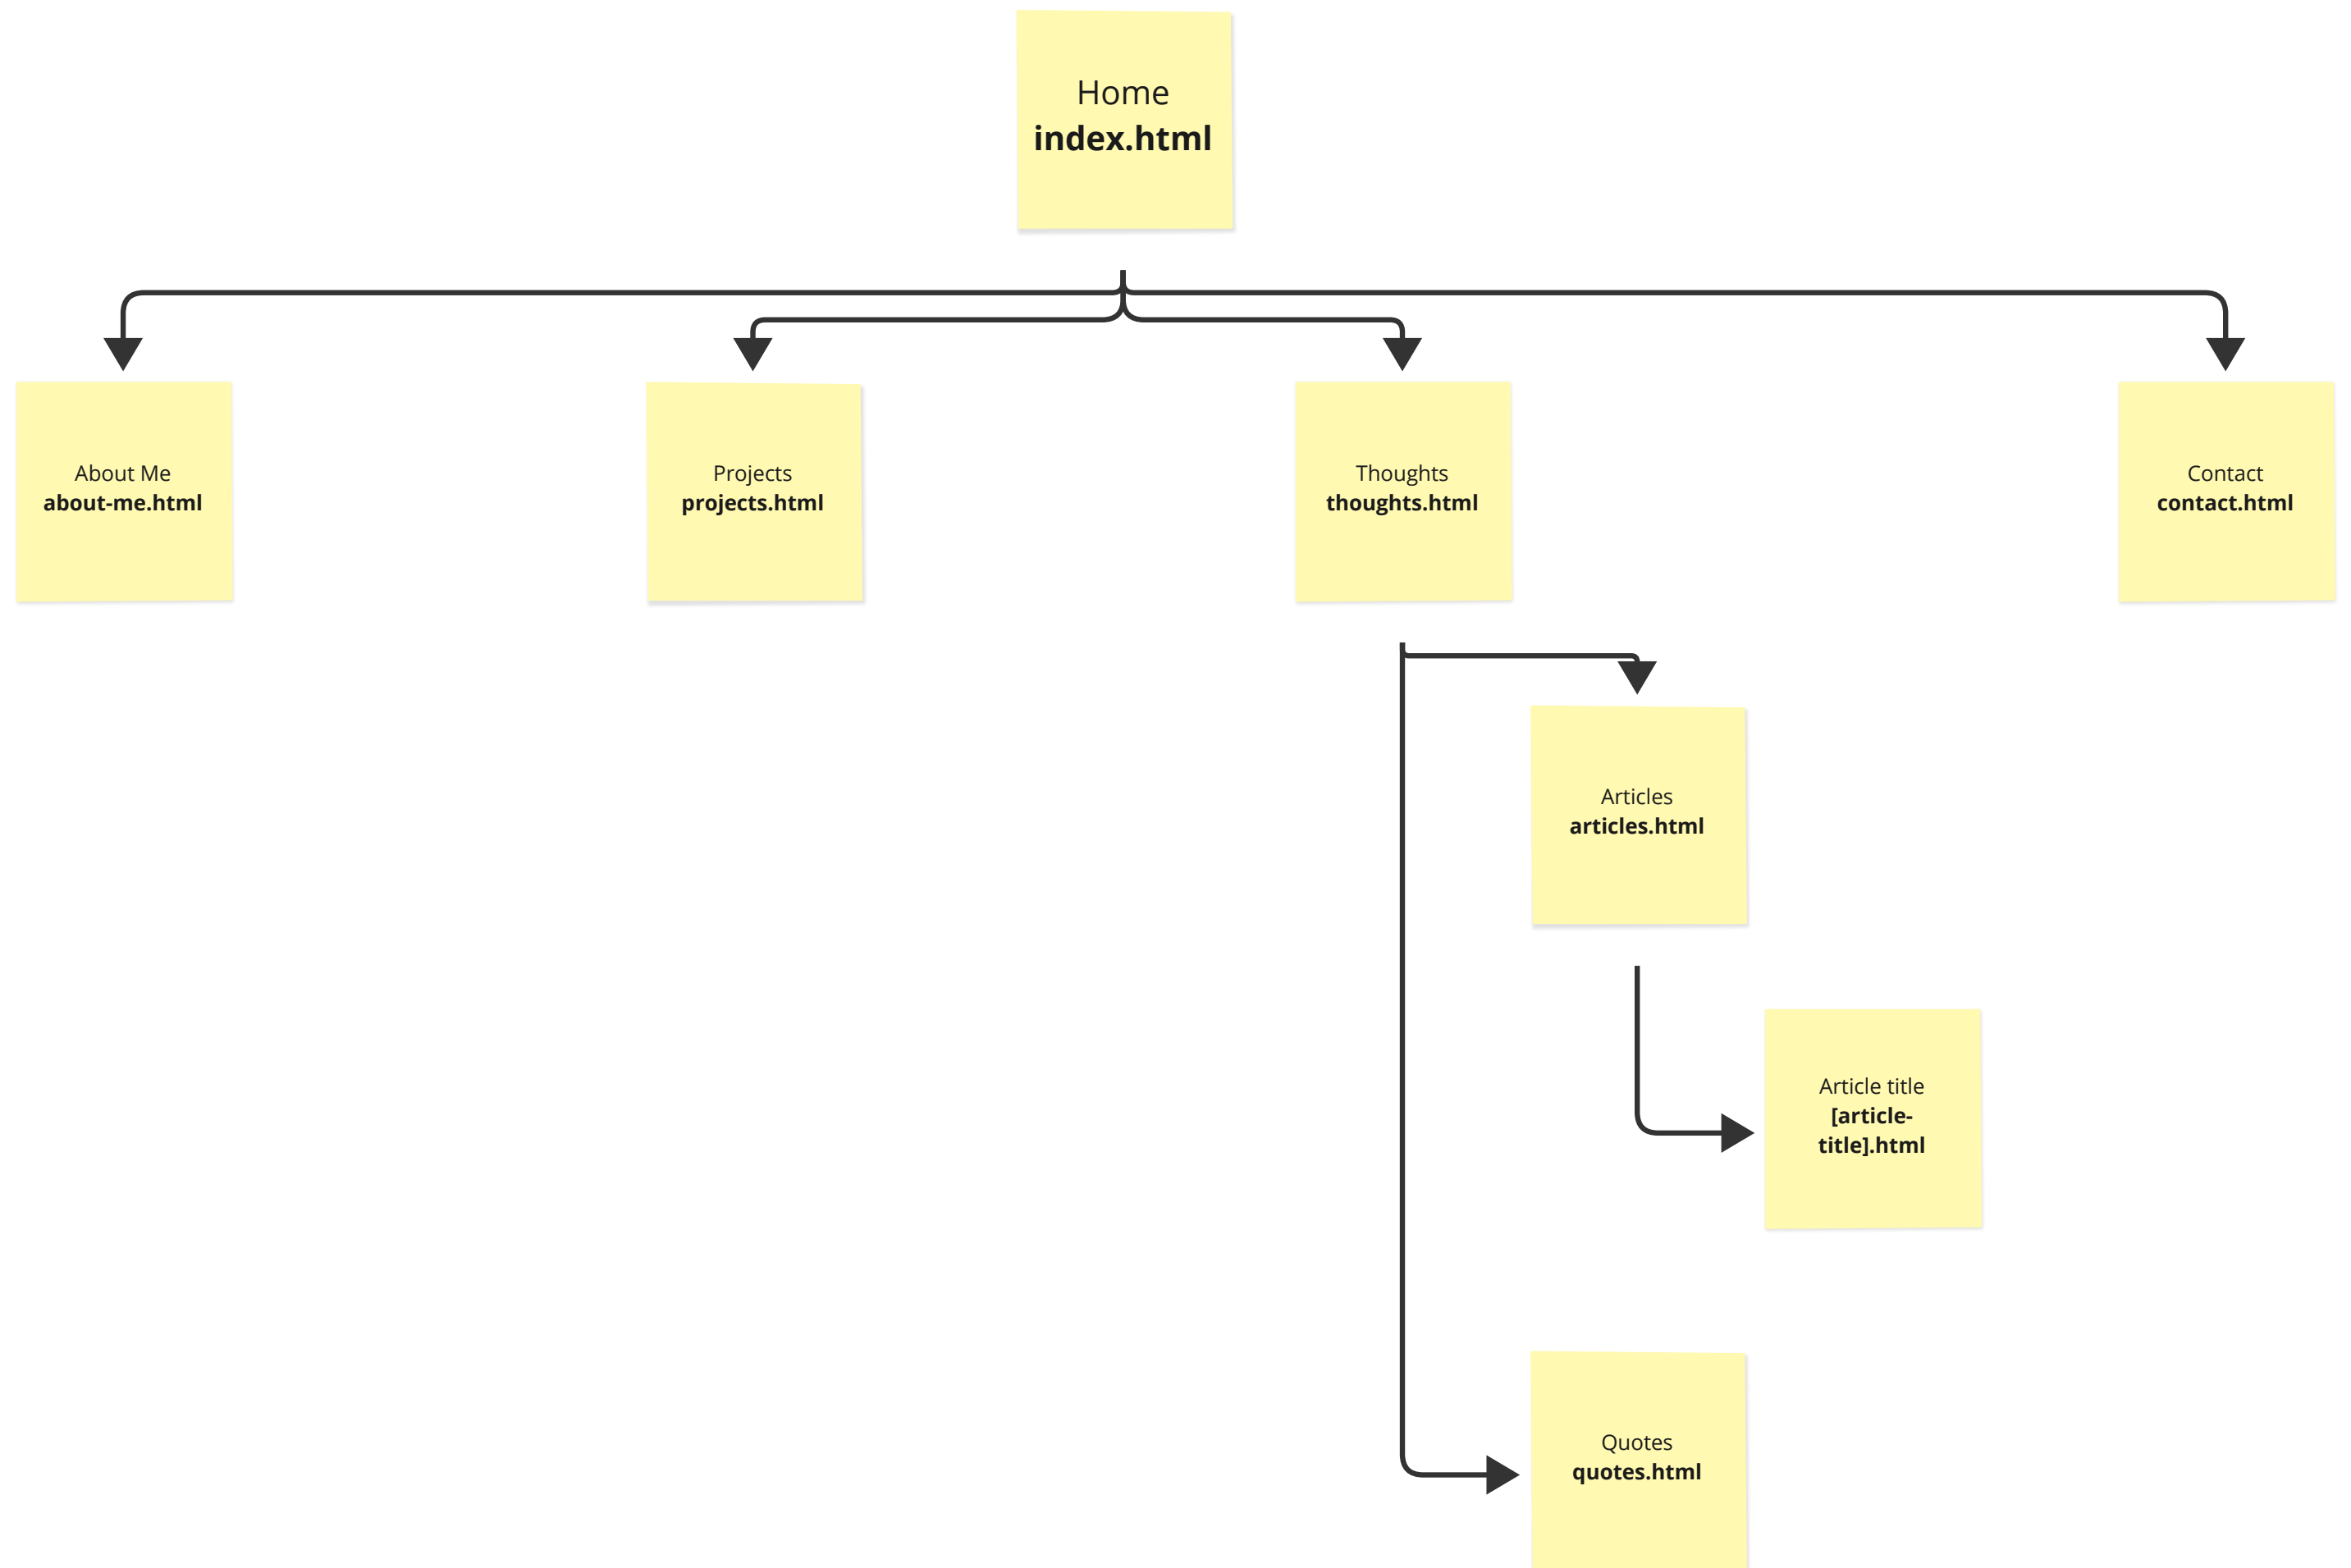 Home
index.html
About Me
about-me.html
Projects
projects.html
Thoughts
thoughts.html
Contact
contact.html
Articles
articles.html
Article title
[article-
title].html
Quotes
quotes.html